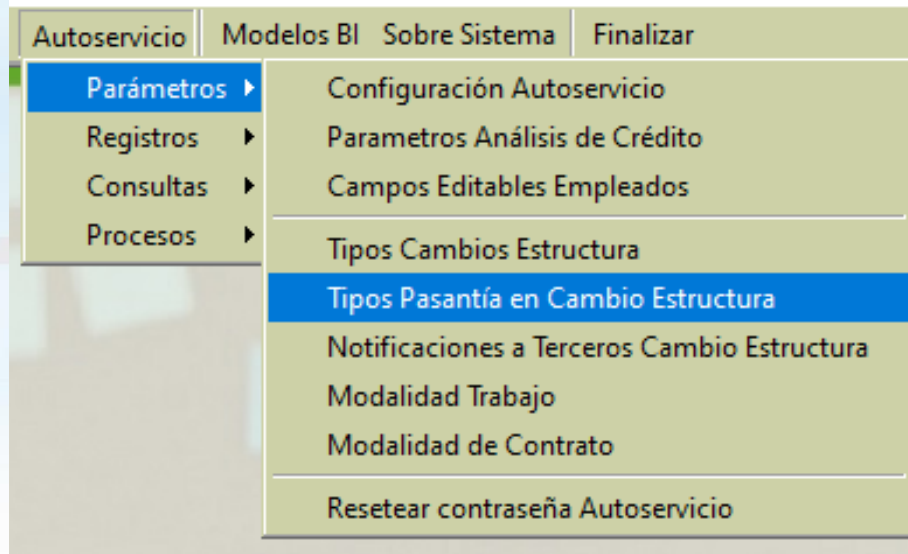 Autoservicio Modelos BI Sobre Sistema Finalizar
Parámetros
Registros
Consultas
Procesos
Configuración Autoservicio
Parametros Análisis de Crédito
Campos Editables Empleados
Tipos Cambios Estructura
Tipos Pasantía en Cambio Estructura
Notificaciones a Terceros Cambio Estructura
Modalidad Trabajo
Modalidad de Contrato
Resetear contraseña Autoservicio